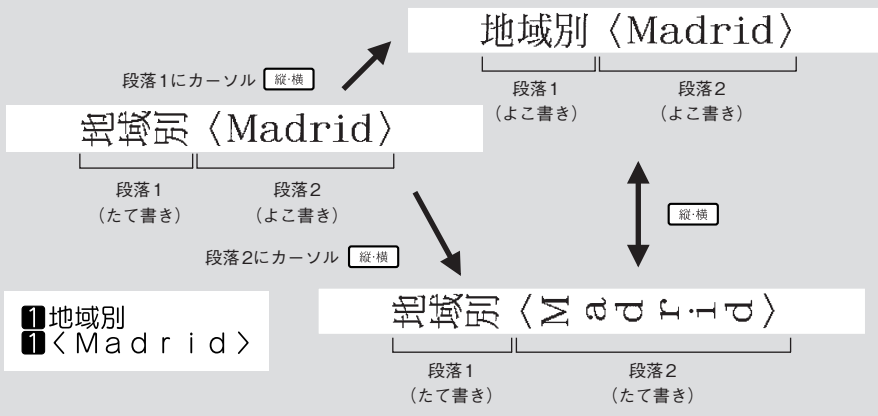 地域別〈Madrid〉
段落1
（よこ書き）
段落2
（よこ書き）
段落1にカーソル 縦·横
地域別〈Madrid〉
段落1
（たて書き）
段落2
（よこ書き）
縦·横
段落2にカーソル 縦·横
地域別〈Madrid〉
段落1
（たて書き）
段落2
（たて書き）
1地域別
1〈Madrid〉